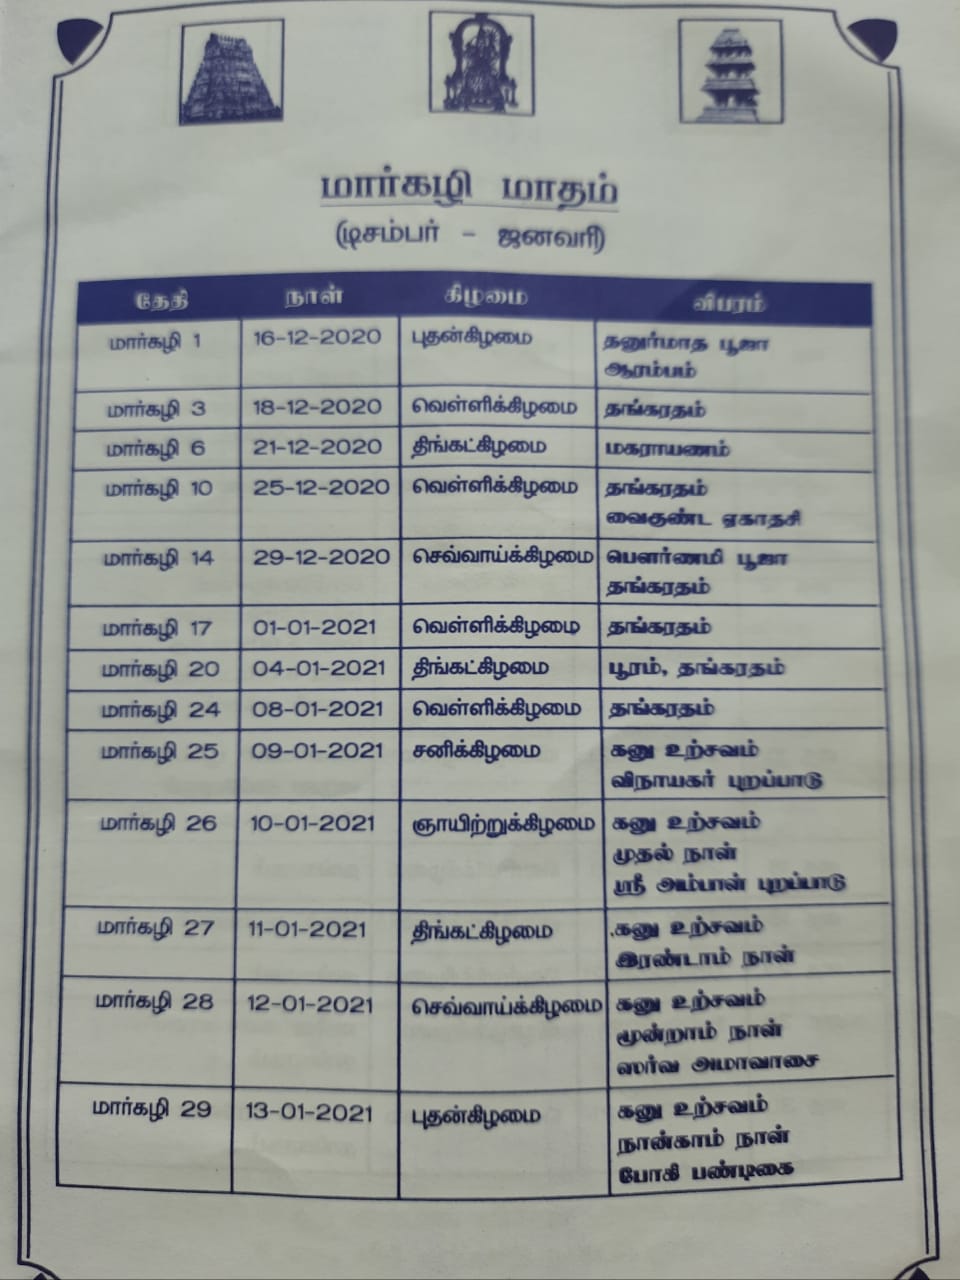 மார்கழி மாதம்
(டிசம்பர் - ஜனவரி)
தேதி நாள் கிழமை விபரம்
மார்கழி 1 16-12-2020 புதன்கிழமை தனுர்மாத பூஜா
ஆரம்பம்
மார்கழி 3 18-12-2020 வெள்ளிக்கிழமை தங்கரதம்
மார்கழி 6 21-12-2020 திங்கட்கிழமை மகராயணம்
மார்கழி 10 25-12-2020 வெள்ளிக்கிழமை தங்கரதம்
வைகுண்ட ஏகாதசி
மார்கழி 14 29-12-2020 செவ்வாய்க்கிழமை பௌர்ணமி பூஜா
தங்கரதம்
மார்கழி 17 01-01-2021 வெள்ளிக்கிழமை தங்கரதம்
மார்கழி 20 04-01-2021 திங்கட்கிழமை பூரம், தங்கரதம்
மார்கழி 24 08-01-2021 வெள்ளிக்கிழமை தங்கரதம்
மார்கழி 25 09-01-2021 சனிக்கிழமை கனு உற்சவம்
விநாயகர் புறப்பாடு
மார்கழி 26 10-01-2021 ஞாயிற்றுக்கிழமை கனு உற்சவம்
முதல் நாள்
ஸ்ரீ அம்பாள் புறப்பாடு
மார்கழி 27 11-01-2021 திங்கட்கிழமை கனு உற்சவம்
இரண்டாம் நாள்
மார்கழி 28 12-01-2021 செவ்வாய்க்கிழமை கனு உற்சவம்
மூன்றாம் நாள்
ஸர்வ அமாவாசை
மார்கழி 29 13-01-2021 புதன்கிழமை கனு உற்சவம்
நான்காம் நாள்
போகி பண்டிகை